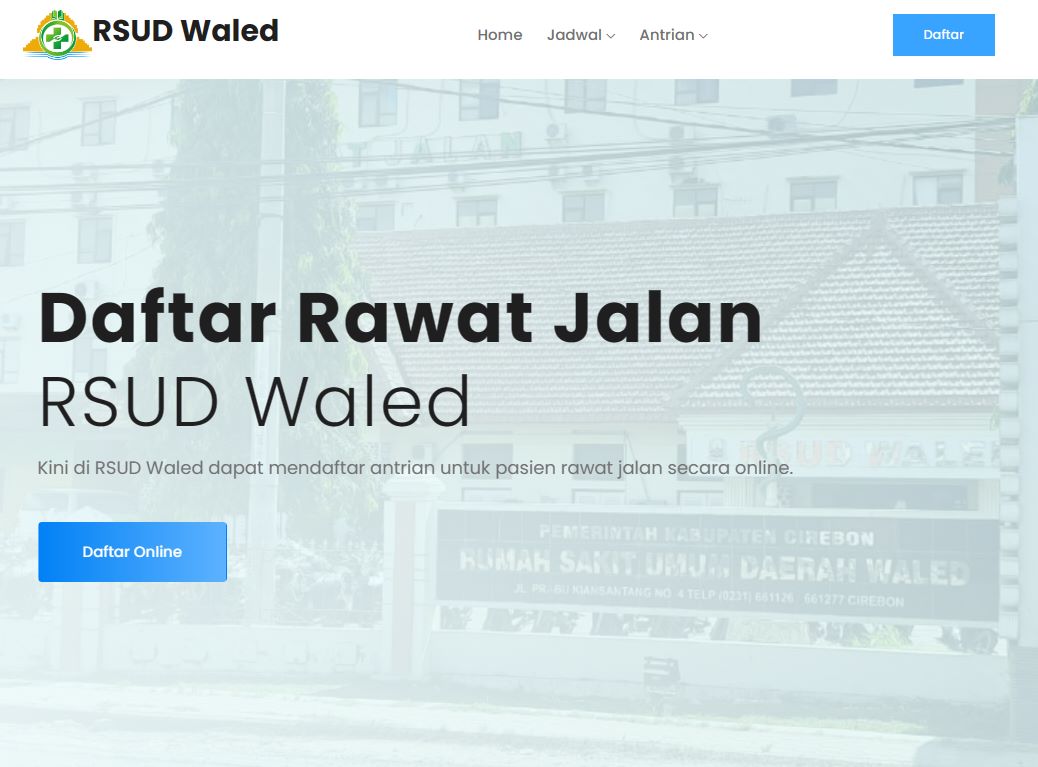 RSUD Waled
Home
Jadwal
Antrian
Daftar
T JALAN
Daftar Rawat Jalan
RSUD Waled
Kini di RSUD Waled dapat mendaftar antrian untuk pasien rawat jalan secara online.
RSUD WALED
Daftar Online
PEMERINTAH KABUPATEN CIREBON
RUMAH SAKIT UMUM DAERAH WALED
JL. PRABU KIANSANTANG NO. 4 TELP (0231) 661126 661277 CIREBON